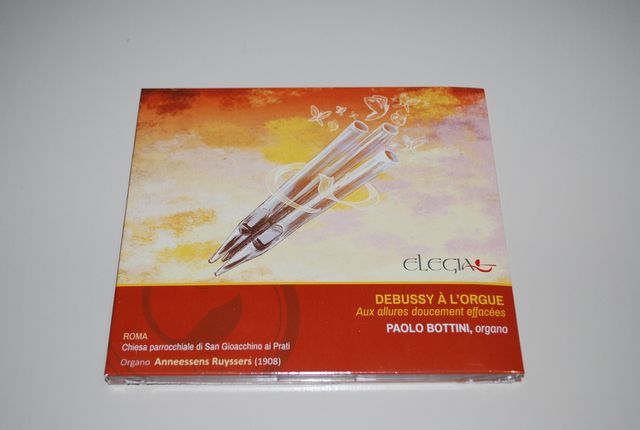 ELEGIA
DEBUSSY À L'ORGUE
Aux allures doucement effacées
PAOLO BOTTINI, organo
ROMA
Chiesa parrocchiale di San Gioacchino ai Prati
Organo Anneessens Ruyssers (1908)